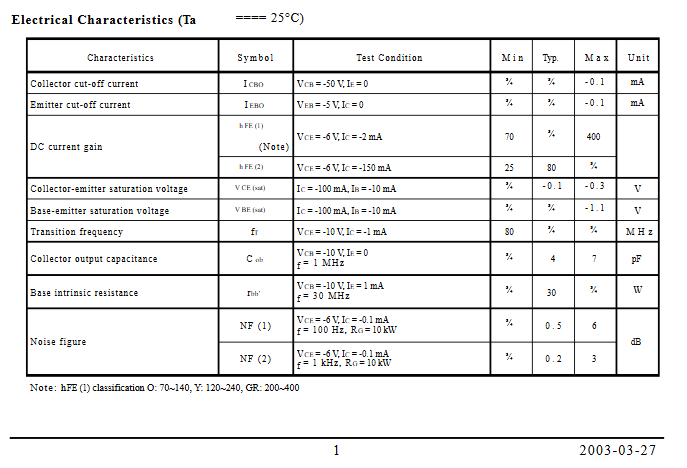 Electrical Characteristics (Ta ==== 25°C)
Characteristics Symbol Test Condition Min Typ. Max Unit
Collector cut-off current ICBO VCB = -50 V, IE = 0 ¾ ¾ -0.1 mA
Emitter cut-off current IEBO VEB = -5 V, IC = 0 ¾ ¾ -0.1 mA
DC current gain hFE (1) (Note) VCE = -6 V, IC = -2 mA 70 ¾ 400
hFE (2) VCE = -6 V, IC = -150 mA 25 80 ¾
Collector-emitter saturation voltage VCE (sat) IC = -100 mA, IB = -10 mA ¾ -0.1 -0.3 V
Base-emitter saturation voltage VBE (sat) IC = -100 mA, IB = -10 mA ¾ ¾ -1.1 V
Transition frequency fT VCE = -10 V, IC = -1 mA 80 ¾ ¾ MHz
Collector output capacitance Cob VCB = -10 V, IE = 0 ¾ 4 7 pF
f = 1 MHz
Base intrinsic resistance rbb' VCB = -10 V, IE = 1 mA ¾ 30 ¾ W
f = 30 MHz
Noise figure NF (1) VCE = -6 V, IC = -0.1 mA ¾ 0.5 6 dB
f = 100 Hz, RG = 10 kW
NF (2) VCE = -6 V, IC = -0.1 mA ¾ 0.2 3
f = 1 kHz, RG = 10 kW
Note: hFE (1) classification O: 70~140, Y: 120~240, GR: 200~400
1 2003-03-27